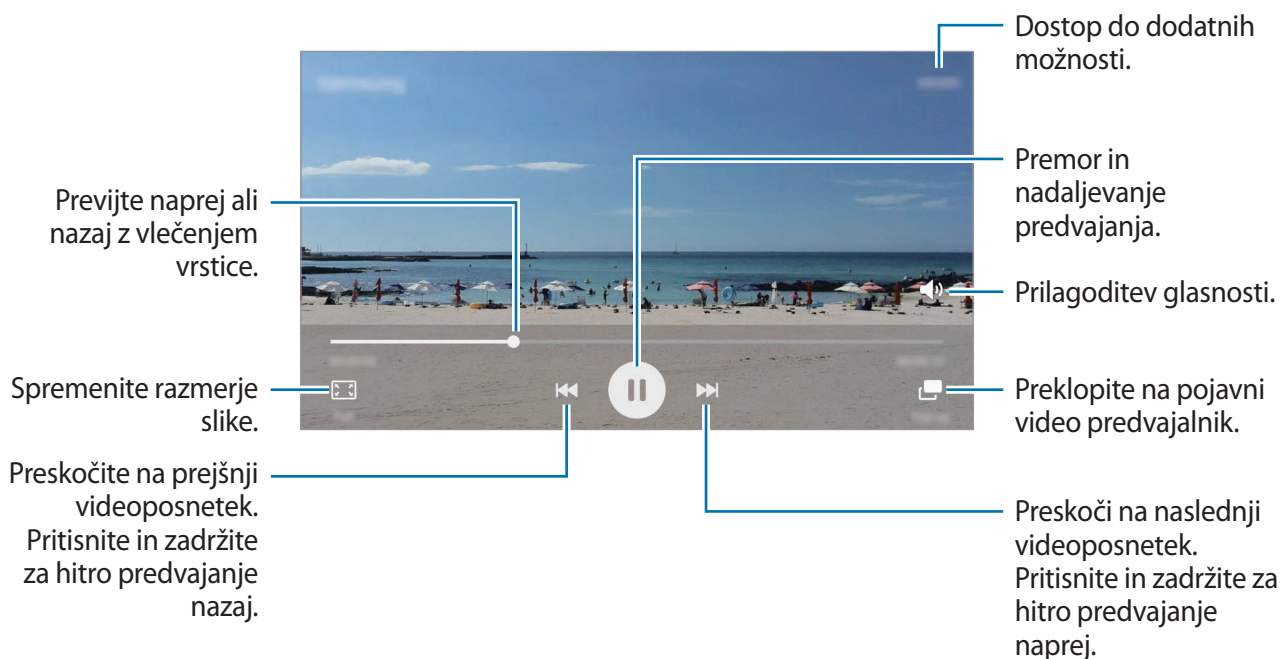 Dostop do dodatnih
možnosti.
Premor in
nadaljevanje
predvajanja.
Previjte naprej ali
nazaj z vlečenjem
vrstice.
Prilagoditev glasnosti.
Spremenite razmerje
slike.
Preklopite na pojavni
video predvajalnik.
Preskočite na prejšnji
videoposnetek.
Pritisnite in zadržite
za hitro predvajanje
nazaj.
Preskoči na naslednji
videoposnetek.
Pritisnite in zadržite za
hitro predvajanje
naprej.